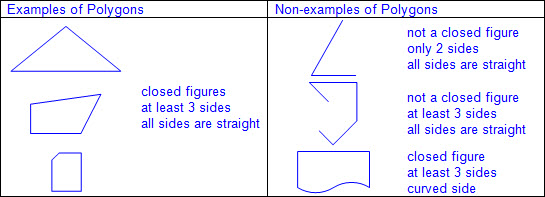 Examples of Polygons
Non-examples of Polygons
closed figures
at least 3 sides
all sides are straight
not a closed figure
only 2 sides
all sides are straight
not a closed figure
at least 3 sides
all sides are straight
closed figure
at least 3 sides
curved side